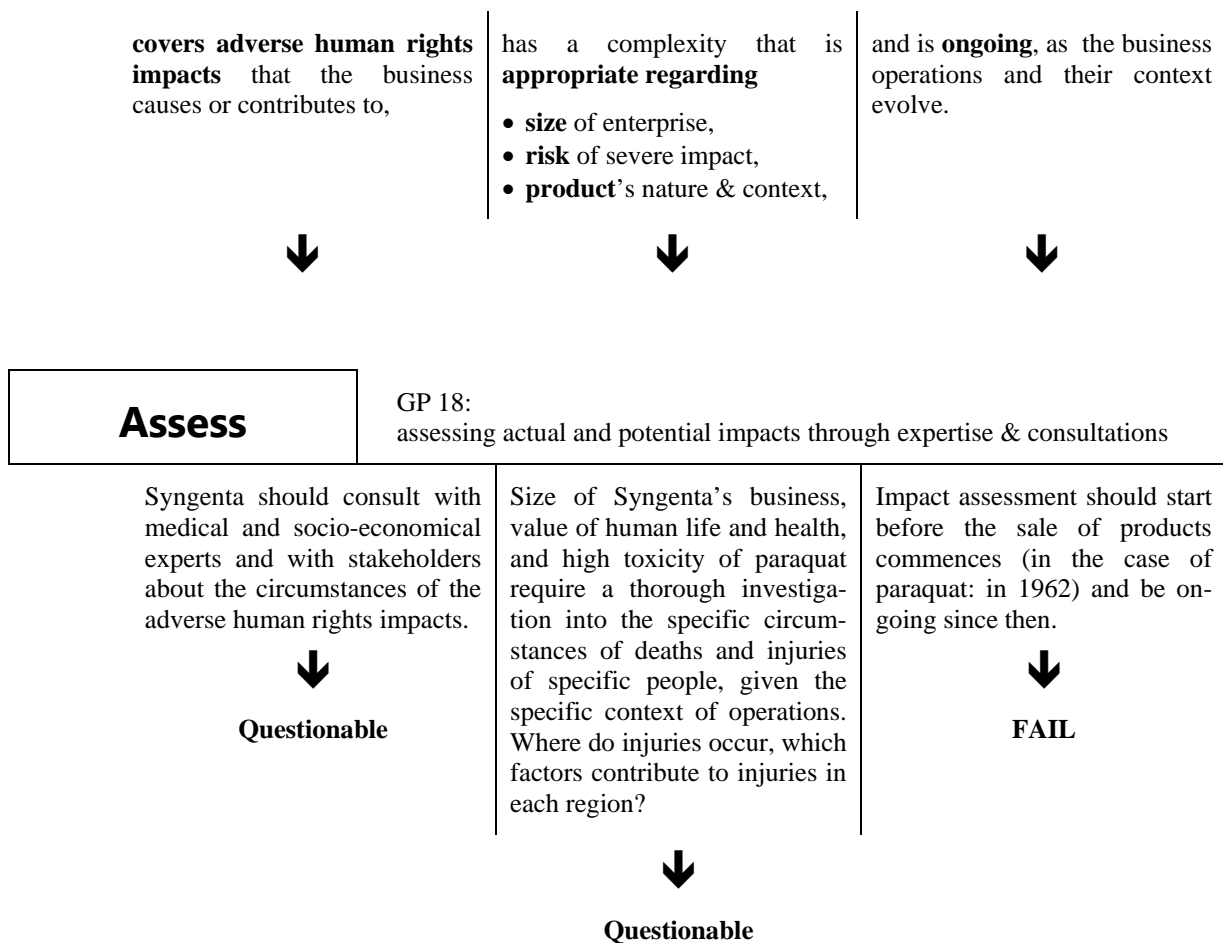 covers adverse human rights
impacts that the business
causes or contributes to,
has a complexity that is
appropriate regarding
• size of enterprise,
• risk of severe impact,
• product's nature & context,
and is ongoing, as the business
operations and their context
evolve.
Assess
GP 18:
assessing actual and potential impacts through expertise & consultations
Syngenta should consult with
medical and socio-economical
experts and with stakeholders
about the circumstances of the
adverse human rights impacts.
Questionable
Size of Syngenta's business,
value of human life and health,
and high toxicity of paraquat
require a thorough investiga-
tion into the specific circum-
stances of deaths and injuries
of specific people, given the
specific context of operations.
Where do injuries occur, which
factors contribute to injuries in
each region?
Questionable
Impact assessment should start
before the sale of products
commences (in the case of
paraquat: in 1962) and be on-
going since then.
FAIL